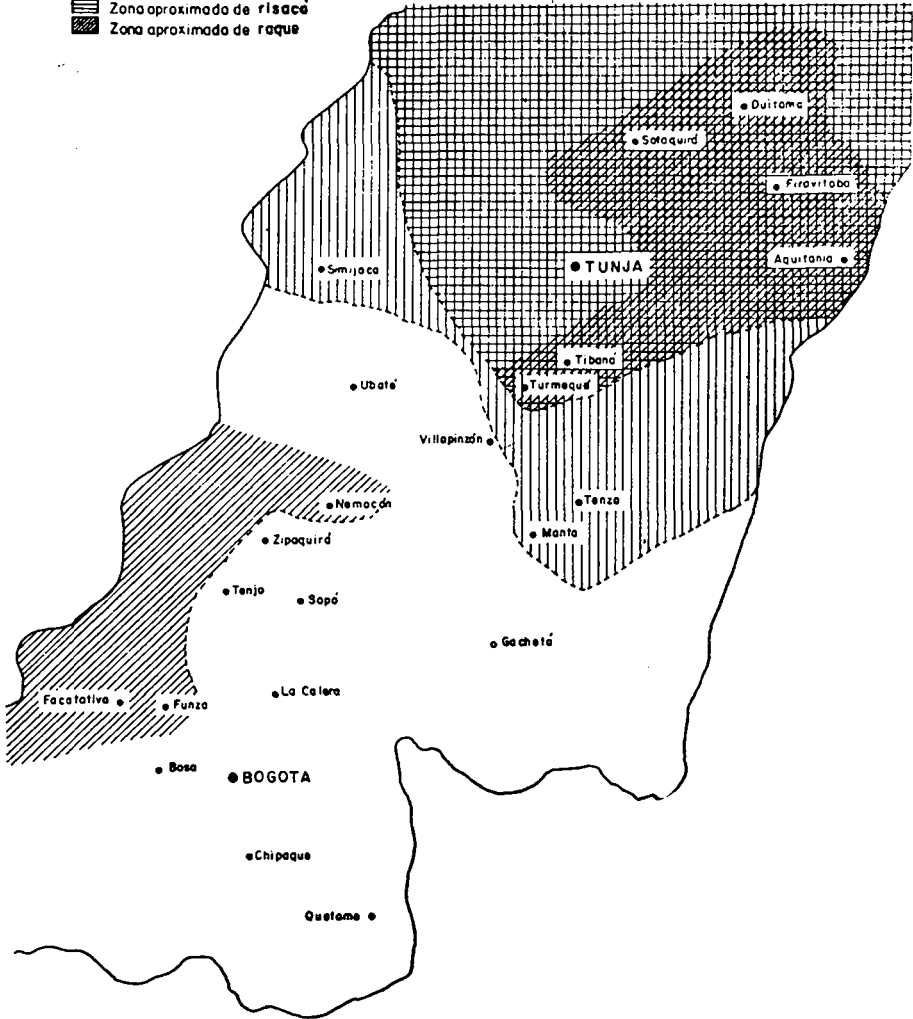 Zona aproximada de risacá
Zona aproximada de raque
Duitama
Sotaquirá
Firavitoba
Aquitania
TUNJA
Simijaca
Tibaná
Turmequé
Ubaté
Villapinzón
Tenza
Nemocón
Manta
Zipaquirá
Tenjo
Sopó
Gachetá
La Calera
Facatativa
Funza
Bosa
BOGOTA
Chipaque
Quetame